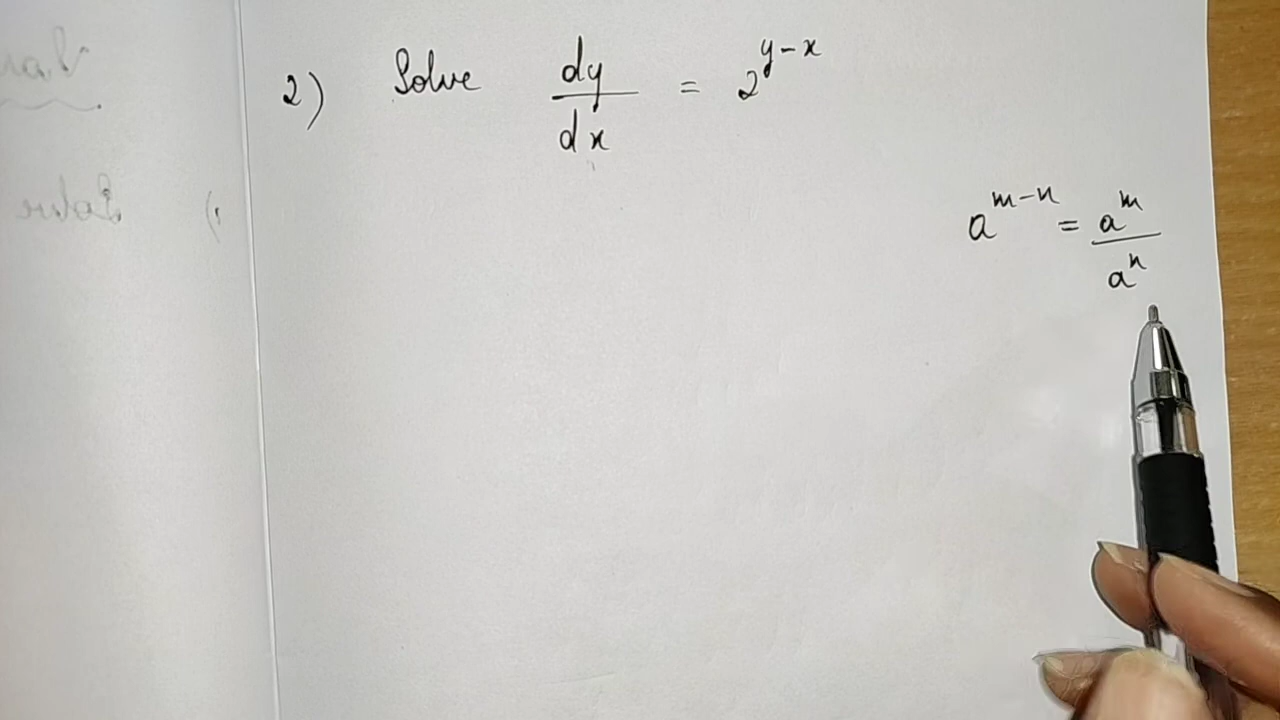 2) Solve dy/dx = 2^(y-x)
a^(m-n) = a^m/a^n